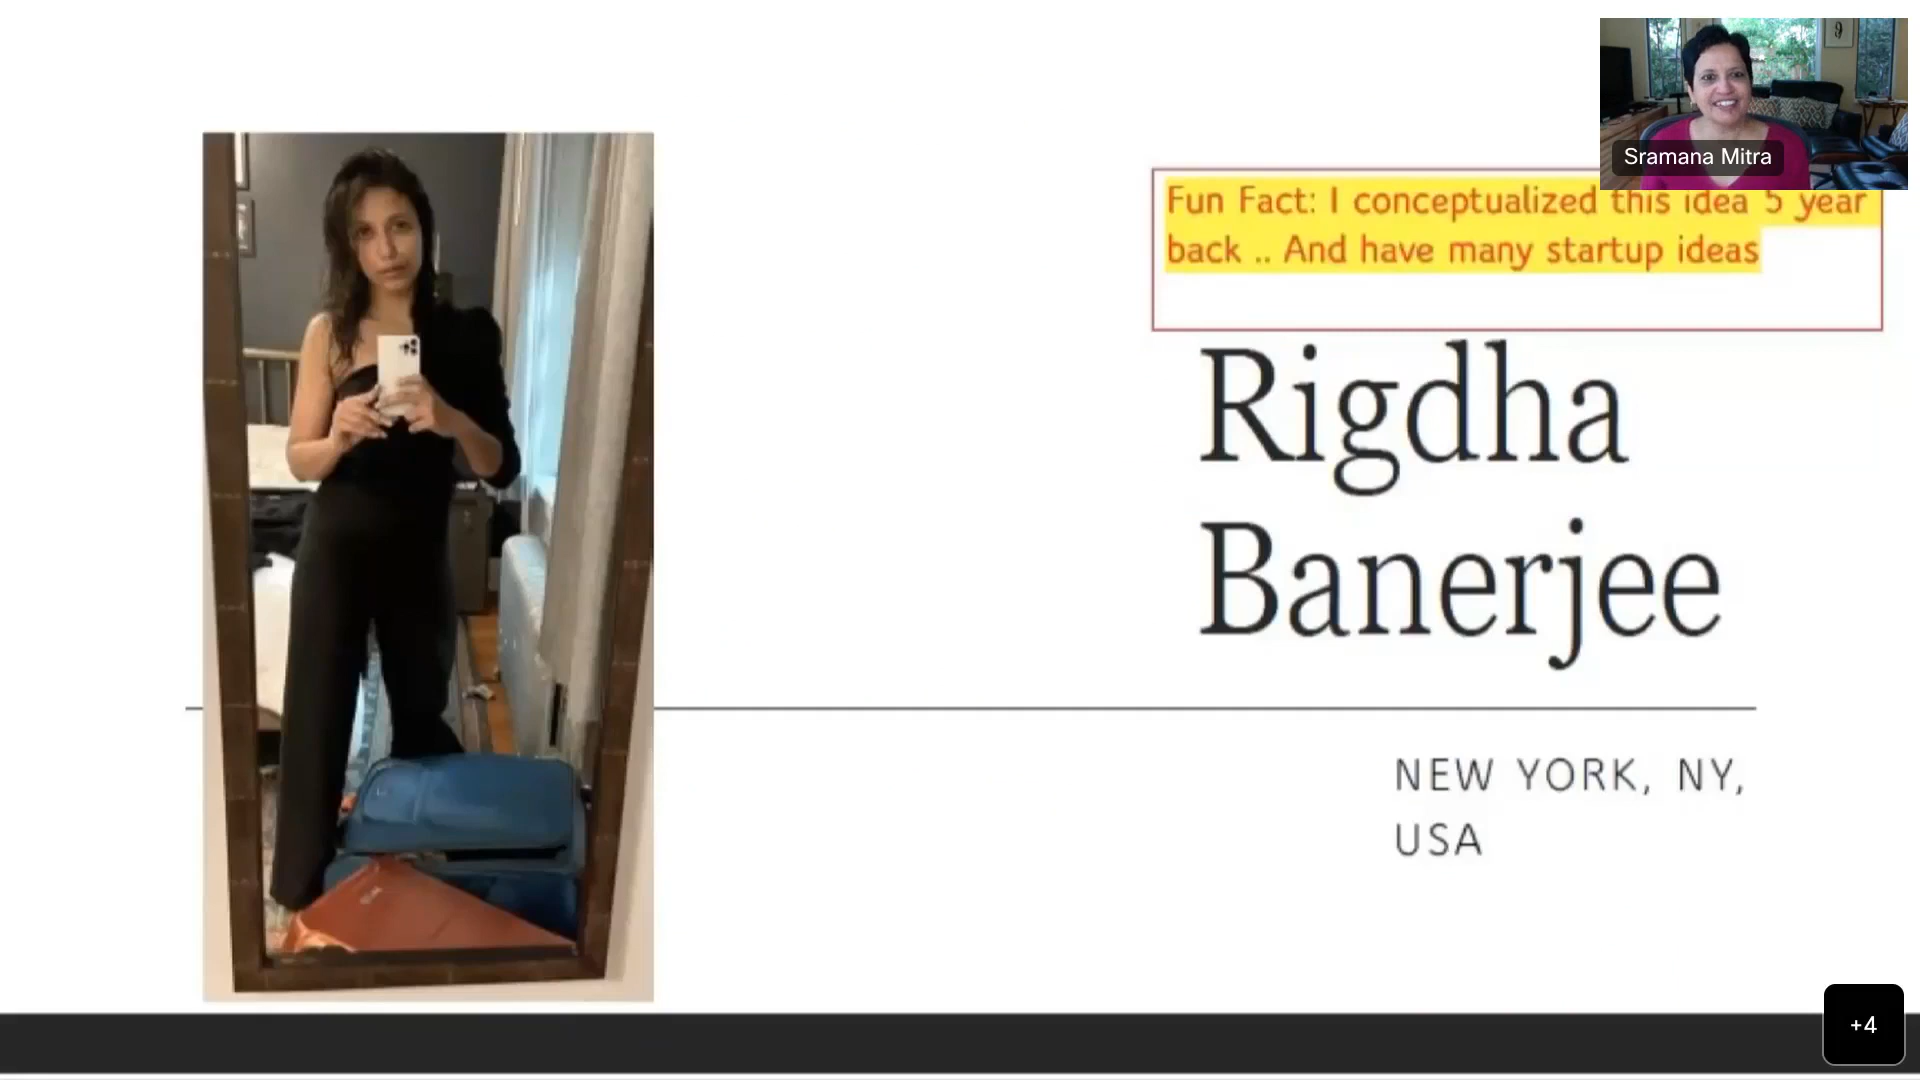 Sramana Mitra
Fun Fact: I conceptualized this idea 5 year
back .. And have many startup ideas
Rigdha
Banerjee
NEW YORK, NY,
USA
+4